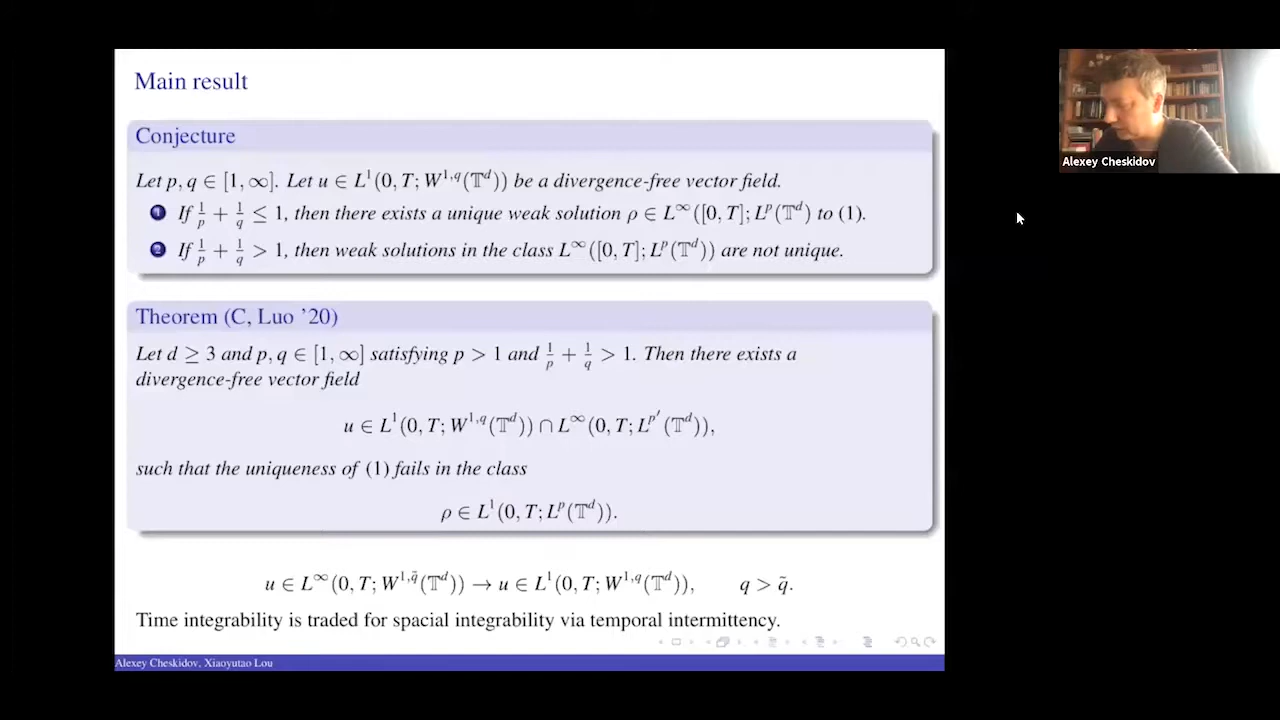 Main result
Conjecture
Let p, q ∈ [1, ∞]. Let u ∈ L¹(0, T; W^{1,q}(𝕋^d)) be a divergence-free vector field.
1 If 1/p + 1/q ≤ 1, then there exists a unique weak solution ρ ∈ L^∞([0, T]; L^p(𝕋^d) to (1).
2 If 1/p + 1/q > 1, then weak solutions in the class L^∞([0, T]; L^p(𝕋^d)) are not unique.
Theorem (C, Luo ’20)
Let d ≥ 3 and p, q ∈ [1, ∞] satisfying p > 1 and 1/p + 1/q > 1. Then there exists a
divergence-free vector field
u ∈ L¹(0, T; W^{1,q}(𝕋^d)) ∩ L^∞(0, T; L^{p′}(𝕋^d)),
such that the uniqueness of (1) fails in the class
ρ ∈ L¹(0, T; L^p(𝕋^d)).
u ∈ L^∞(0, T; W^{1,q̃}(𝕋^d)) → u ∈ L¹(0, T; W^{1,q}(𝕋^d)), q > q̃.
Time integrability is traded for spacial integrability via temporal intermittency.
Alexey Cheskidov, Xiaoyutao Lou
Alexey Cheskidov